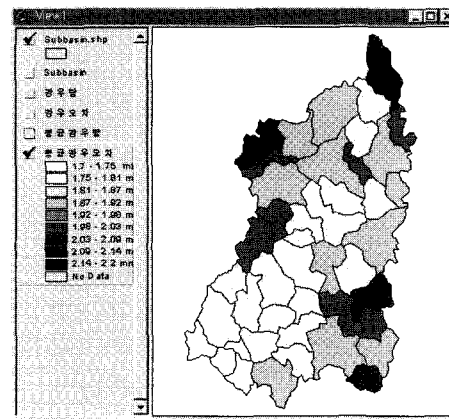 View1
Subbasin.shp
Subbasin
강우량
강우오차
평균강우량
평균강우오차
1.7 - 1.75 m
1.75 - 1.81 m
1.81 - 1.87 m
1.87 - 1.92 m
1.92 - 1.98 m
1.98 - 2.03 m
2.03 - 2.09 m
2.09 - 2.14 m
2.14 - 2.2 mm
No Data